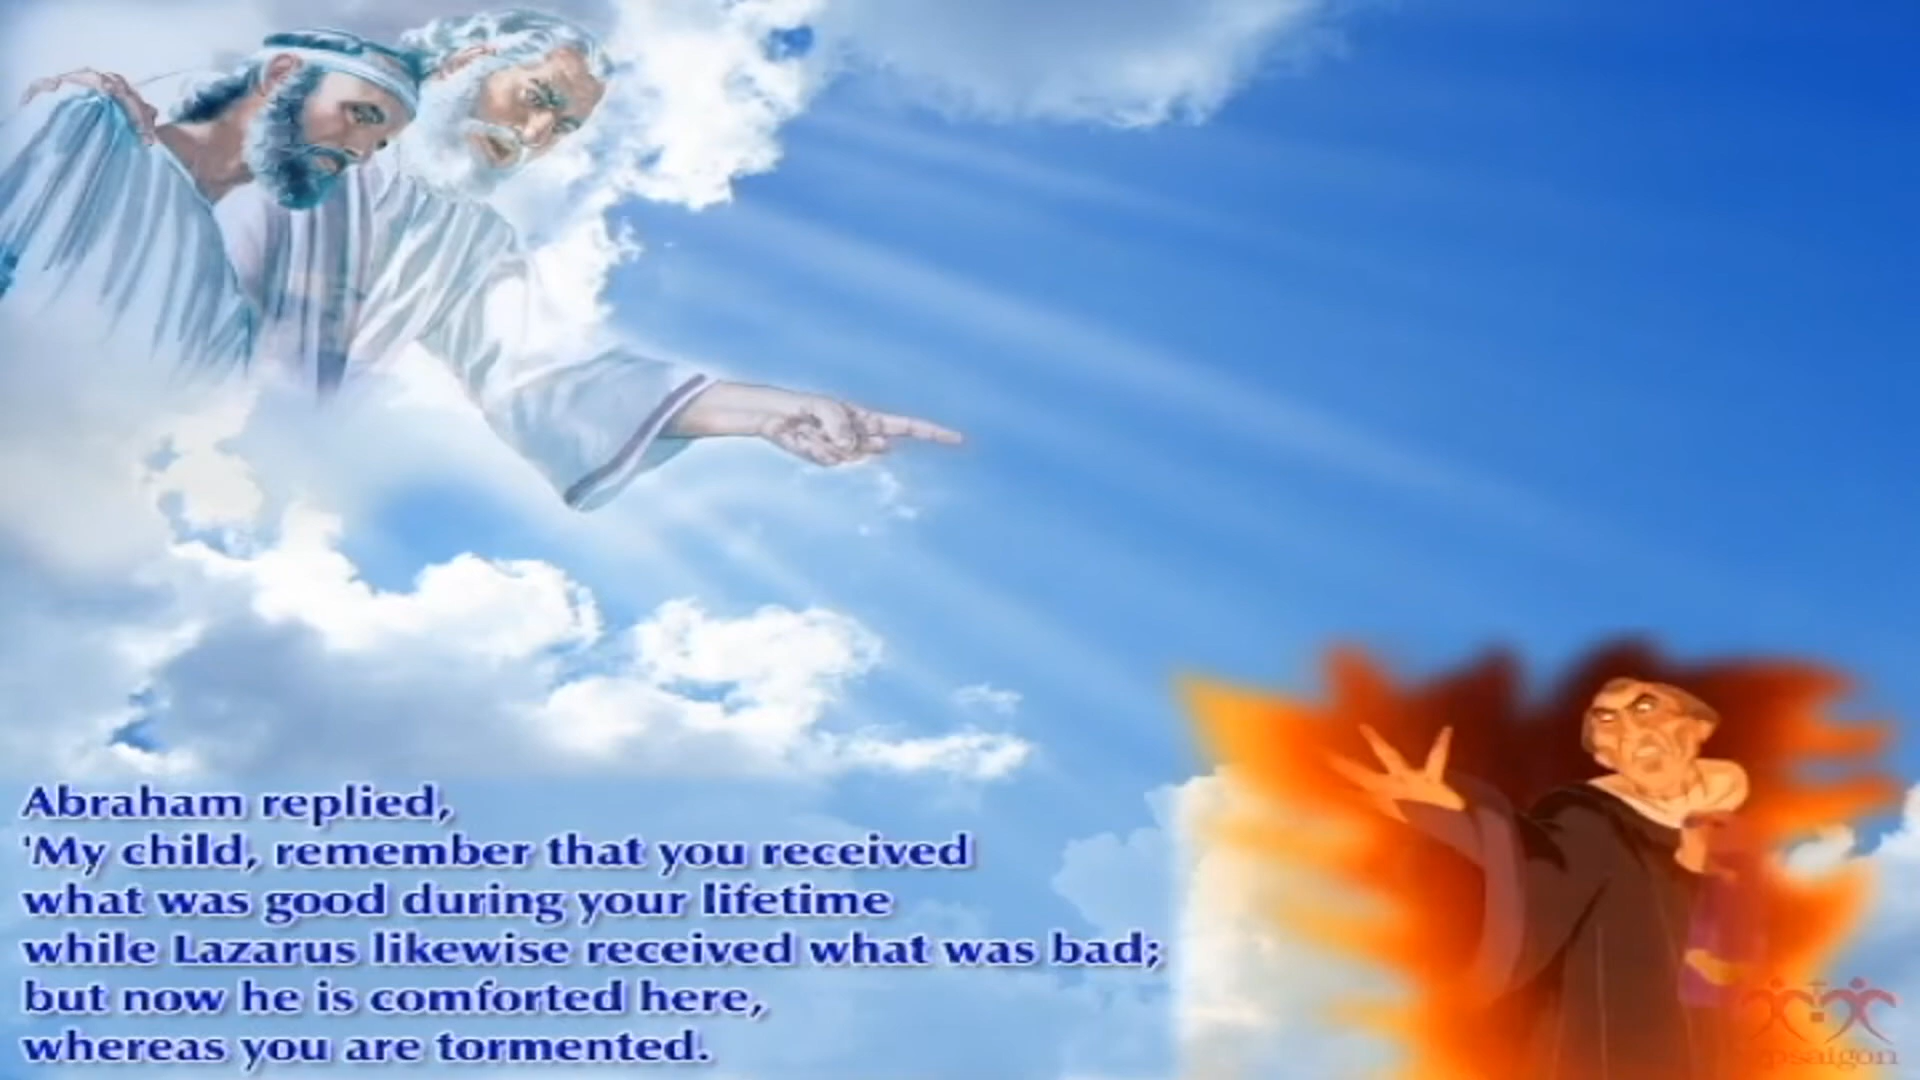 Abraham replied,
'My child, remember that you received
what was good during your lifetime
while Lazarus likewise received what was bad;
but now he is comforted here,
whereas you are tormented.